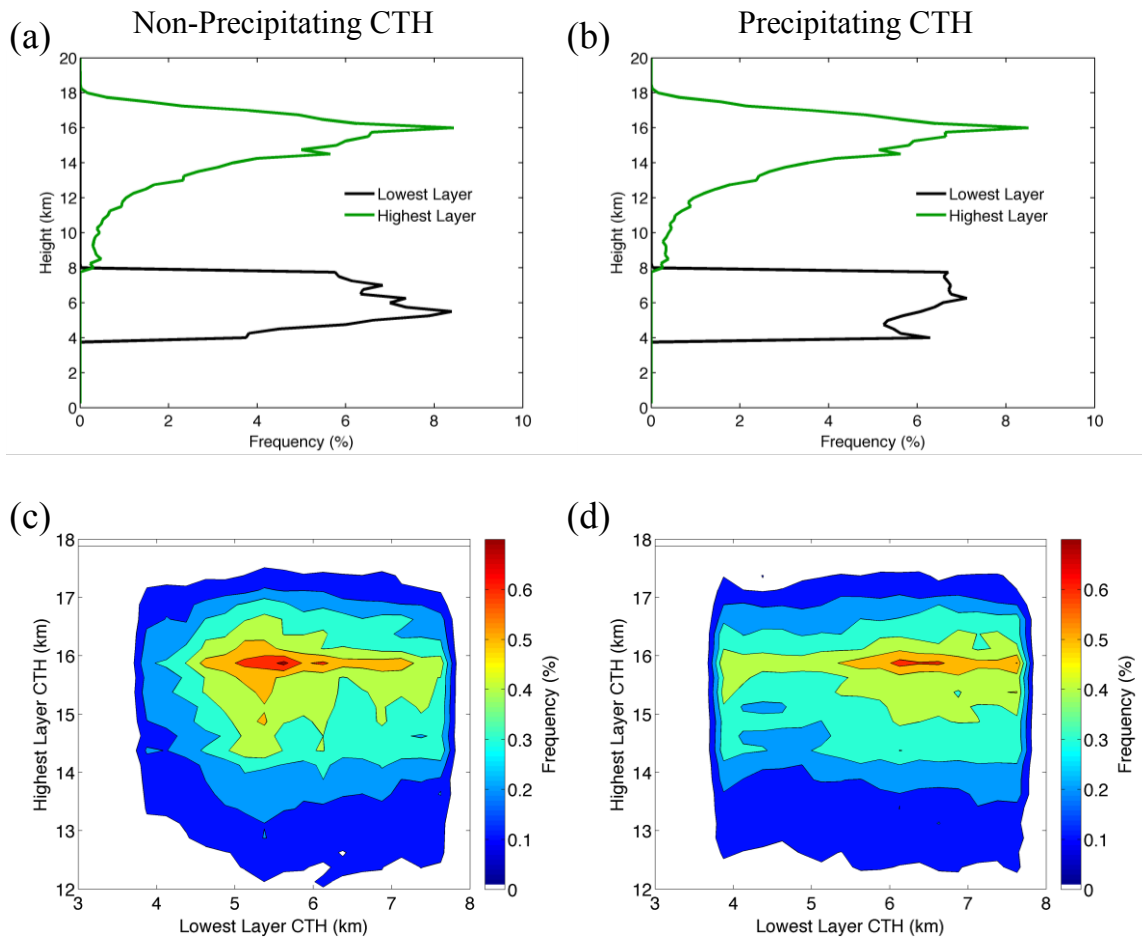 (a) Non-Precipitating CTH
(b) Precipitating CTH
20
18
16
14
12
10
8
6
4
2
0
Height (km)
Lowest Layer
Highest Layer
0 2 4 6 8 10
Frequency (%)
20
18
16
14
12
10
8
6
4
2
0
Height (km)
Lowest Layer
Highest Layer
0 2 4 6 8 10
Frequency (%)
(c)
18
17
16
15
14
13
12
Highest Layer CTH (km)
3 4 5 6 7 8
Lowest Layer CTH (km)
0.6
0.5
0.4
0.3
0.2
0.1
0
Frequency (%)
(d)
18
17
16
15
14
13
12
Highest Layer CTH (km)
3 4 5 6 7 8
Lowest Layer CTH (km)
0.6
0.5
0.4
0.3
0.2
0.1
0
Frequency (%)